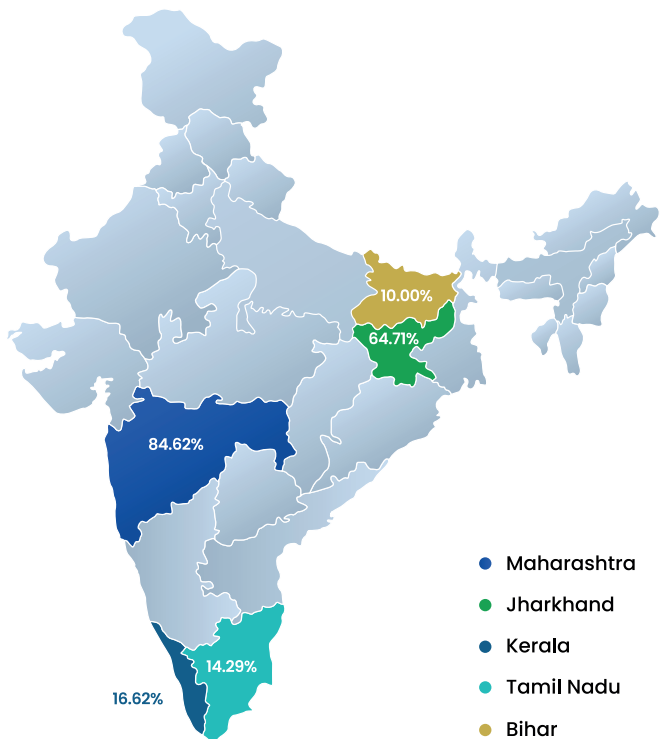 10.00%
64.71%
84.62%
14.29%
16.62%
Maharashtra
Jharkhand
Kerala
Tamil Nadu
Bihar